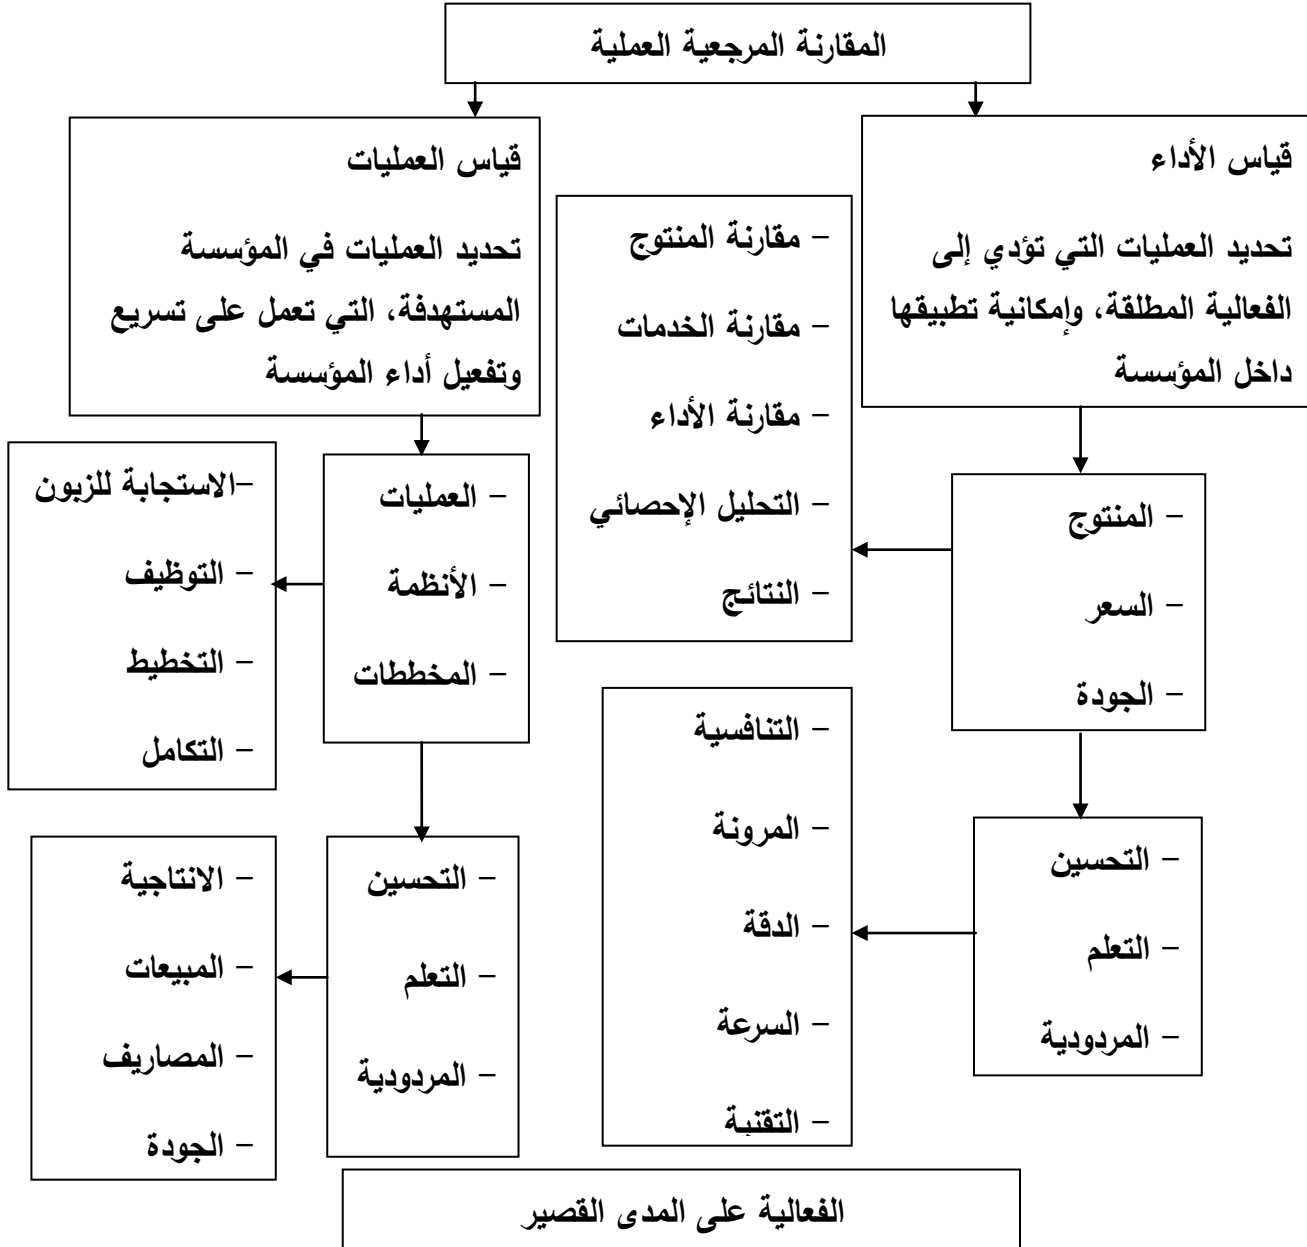 المقارنة المرجعية العملية
قياس الأداء
تحديد العمليات التي تؤدي إلى
الفعالية المطلقة، وإمكانية تطبيقها
داخل المؤسسة
– المنتوج
– السعر
– الجودة
– مقارنة المنتوج
– مقارنة الخدمات
– مقارنة الأداء
– التحليل الإحصائي
– النتائج
– التحسين
– التعلم
– المردودية
– التنافسية
– المرونة
– الدقة
– السرعة
– التقنية
قياس العمليات
تحديد العمليات في المؤسسة
المستهدفة، التي تعمل على تسريع
وتفعيل أداء المؤسسة
– العمليات
– الأنظمة
– المخططات
–الاستجابة للزبون
– التوظيف
– التخطيط
– التكامل
– التحسين
– التعلم
– المردودية
– الانتاجية
– المبيعات
– المصاريف
– الجودة
الفعالية على المدى القصير